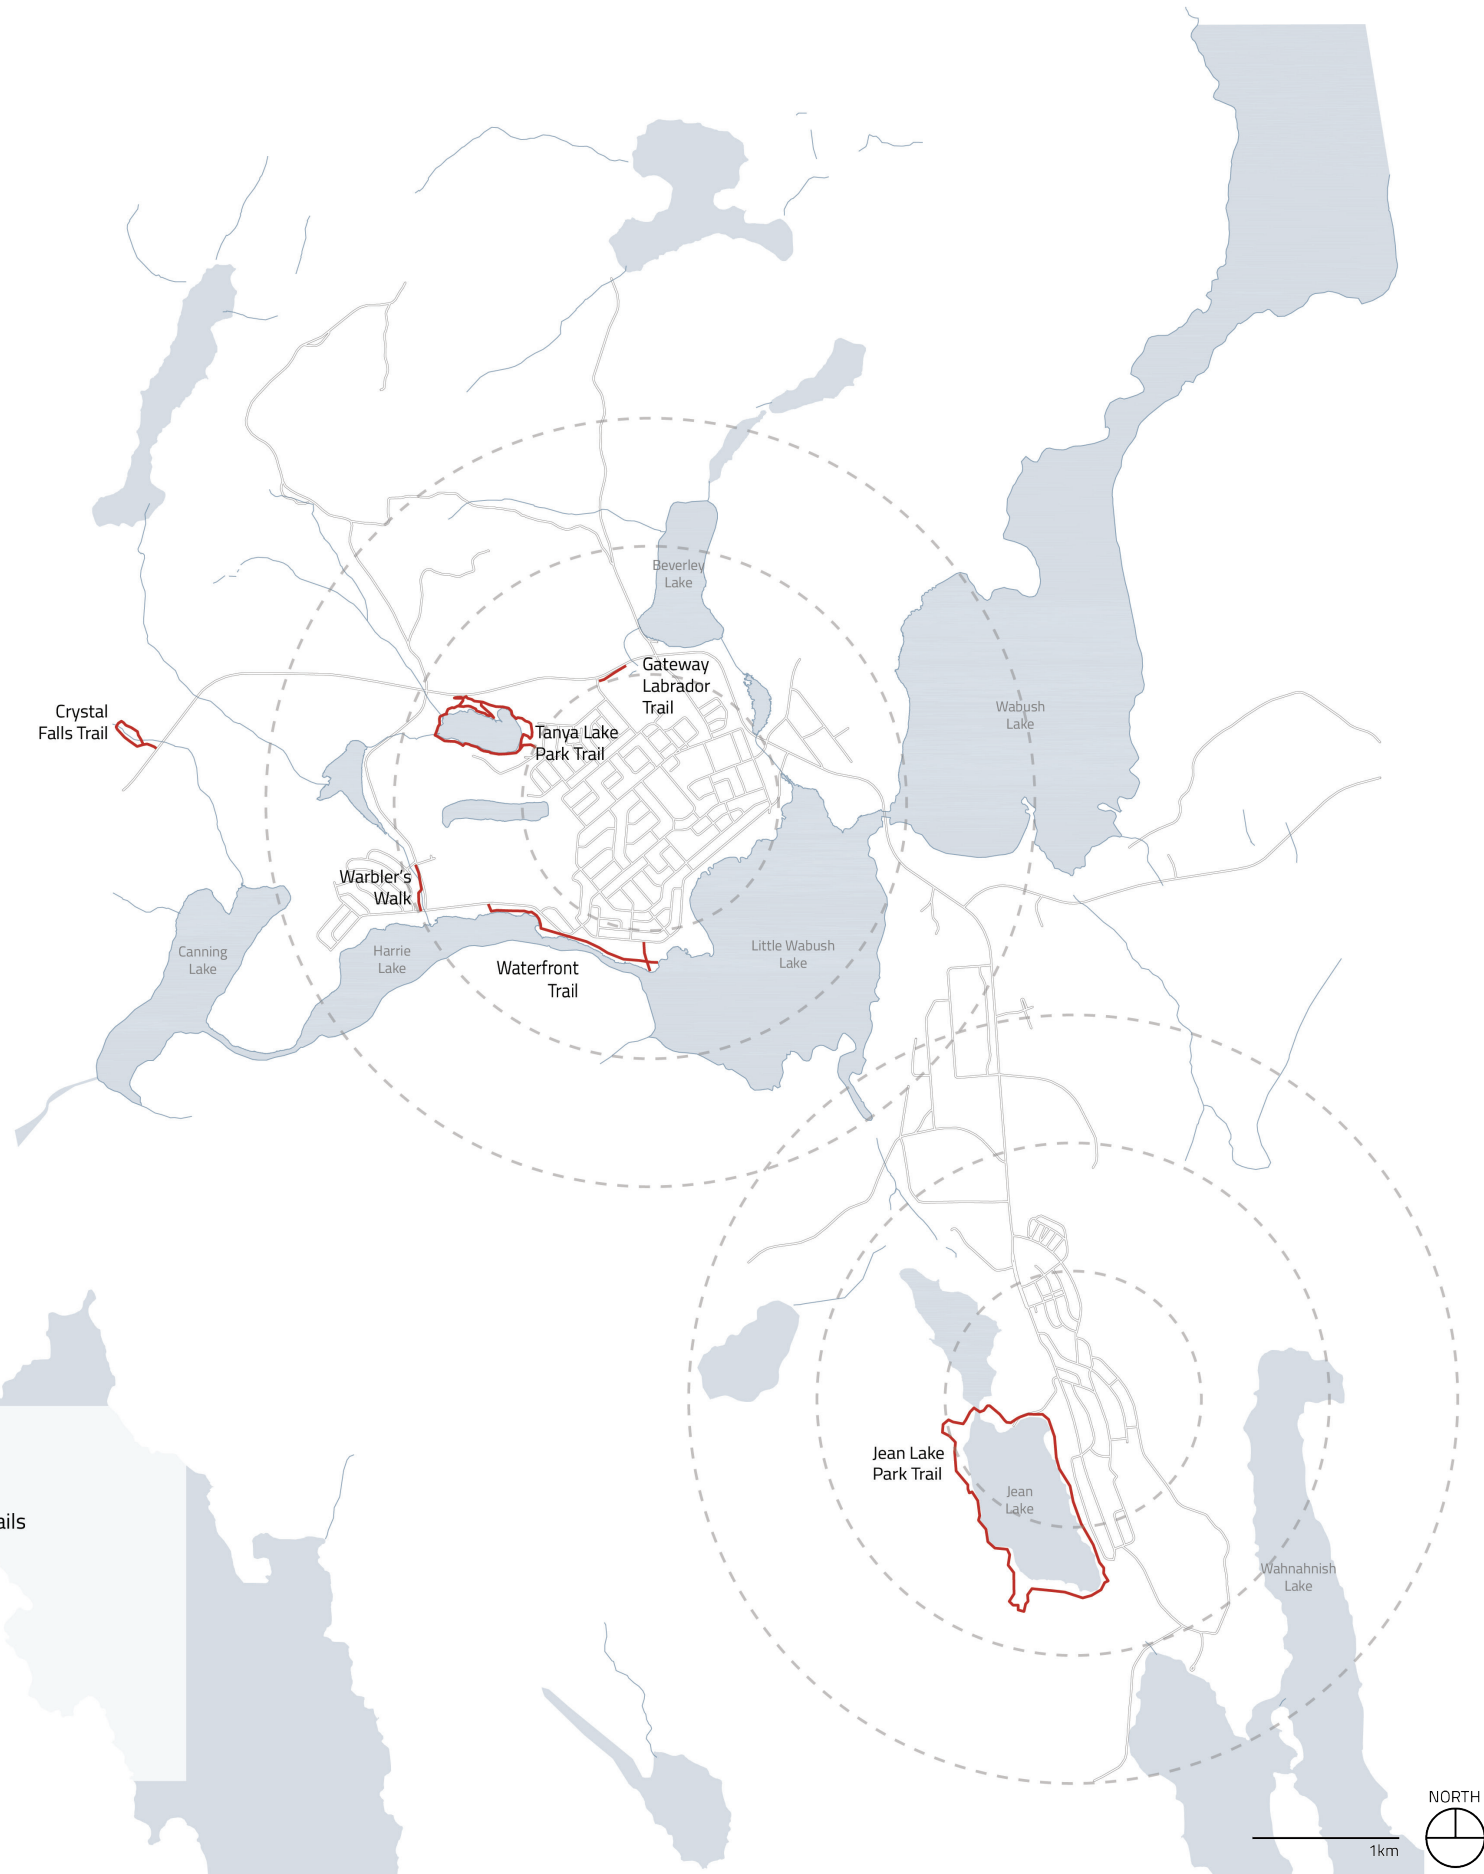 Beverley
Lake
Gateway
Labrador
Trail
Crystal
Falls Trail
Tanya Lake
Park Trail
Wabush
Lake
Warbler's
Walk
Canning
Lake
Harrie
Lake
Waterfront
Trail
Little Wabush
Lake
Jean Lake
Park Trail
Jean
Lake
ails
Wahnahnish
Lake
NORTH
1km